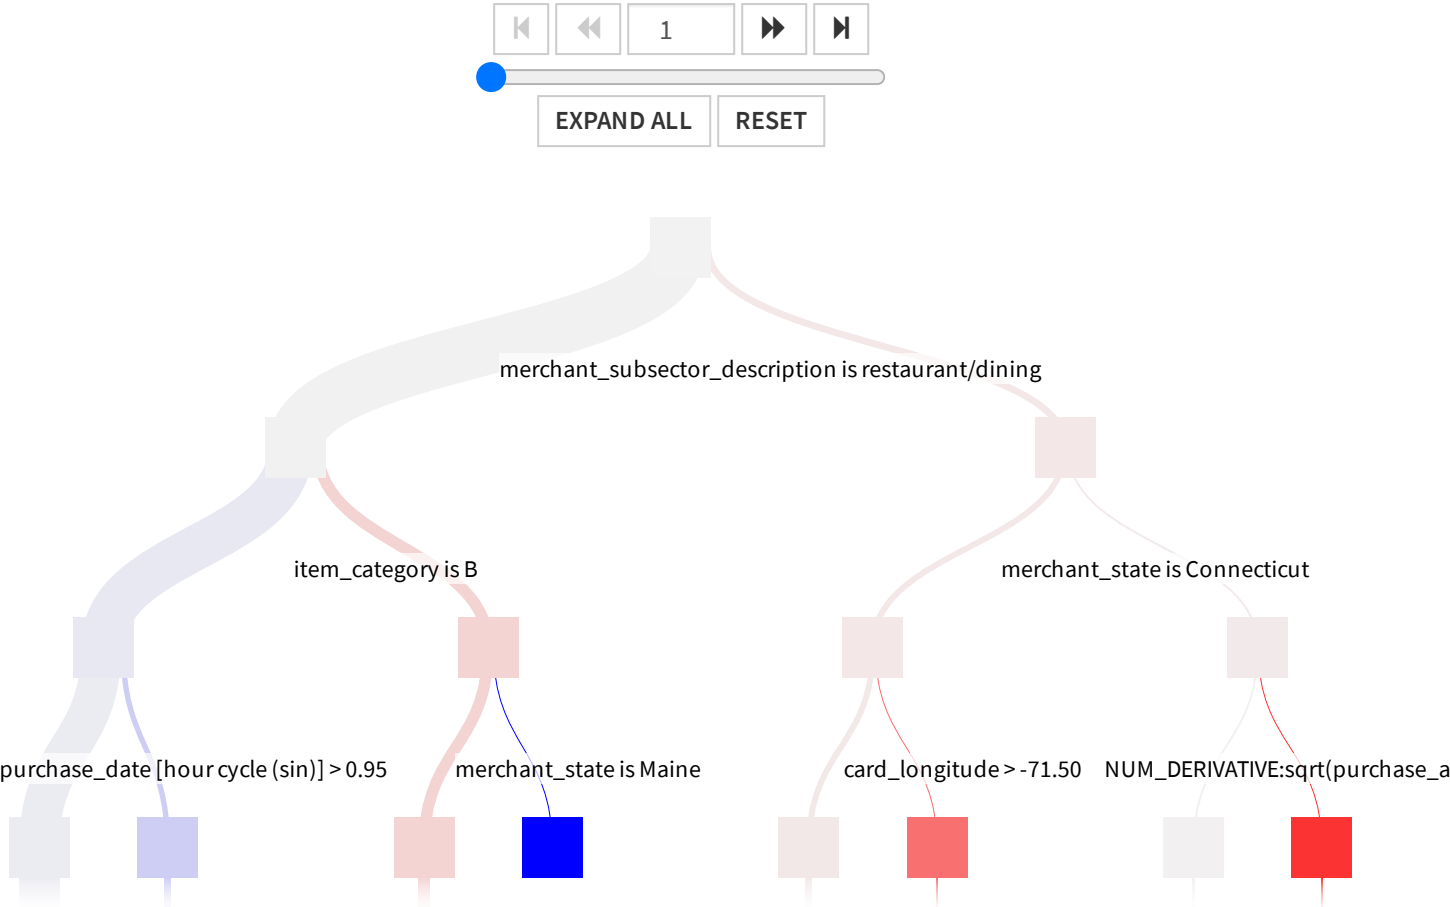 1
EXPAND ALL RESET
merchant_subsector_description is restaurant/dining
item_category is B
merchant_state is Connecticut
purchase_date [hour cycle (sin)] > 0.95
merchant_state is Maine
card_longitude > -71.50
NUM_DERIVATIVE:sqrt(purchase_a